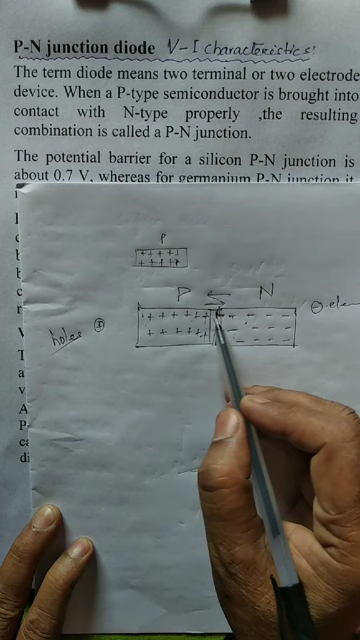 P-N junction diode V-I characteristics:
The term diode means two terminal or two electrode
device. When a P-type semiconductor is brought into
contact with N-type properly ,the resulting
combination is called a P-N junction.
The potential barrier for a silicon P-N junction is
about 0.7 V, whereas for germanium P-N junction it
P
P N
holes